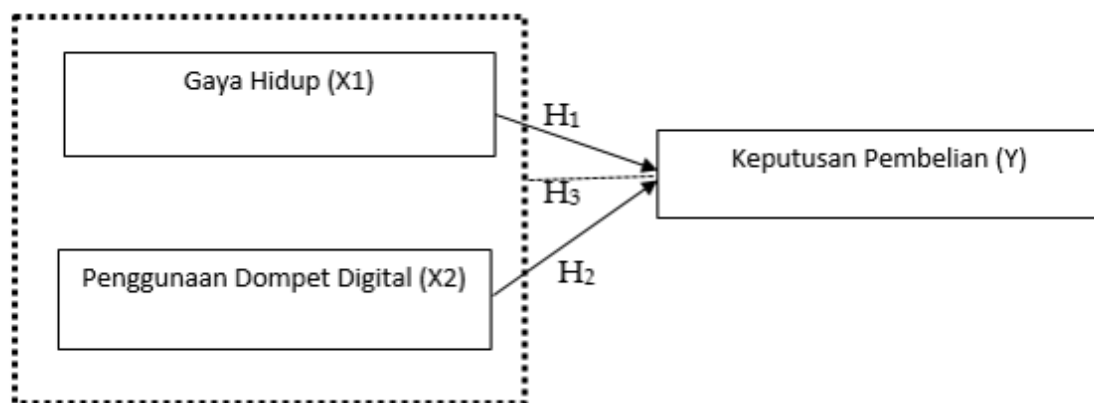 Gaya Hidup (X1)
H₁
Keputusan Pembelian (Y)
H₃
Penggunaan Dompet Digital (X2)
H₂